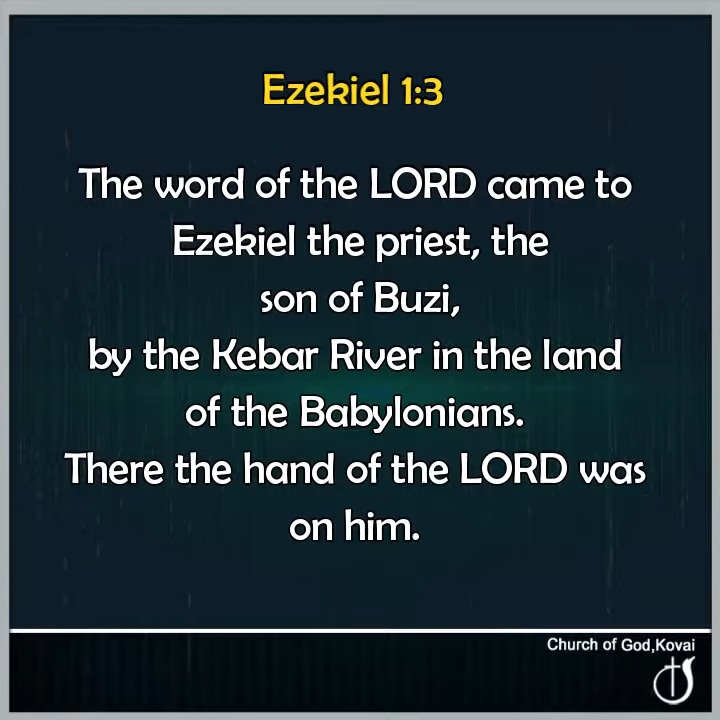 Ezekiel 1:3
The word of the LORD came to
Ezekiel the priest, the
son of Buzi,
by the Kebar River in the land
of the Babylonians.
There the hand of the LORD was
on him.
Church of God,Kovai